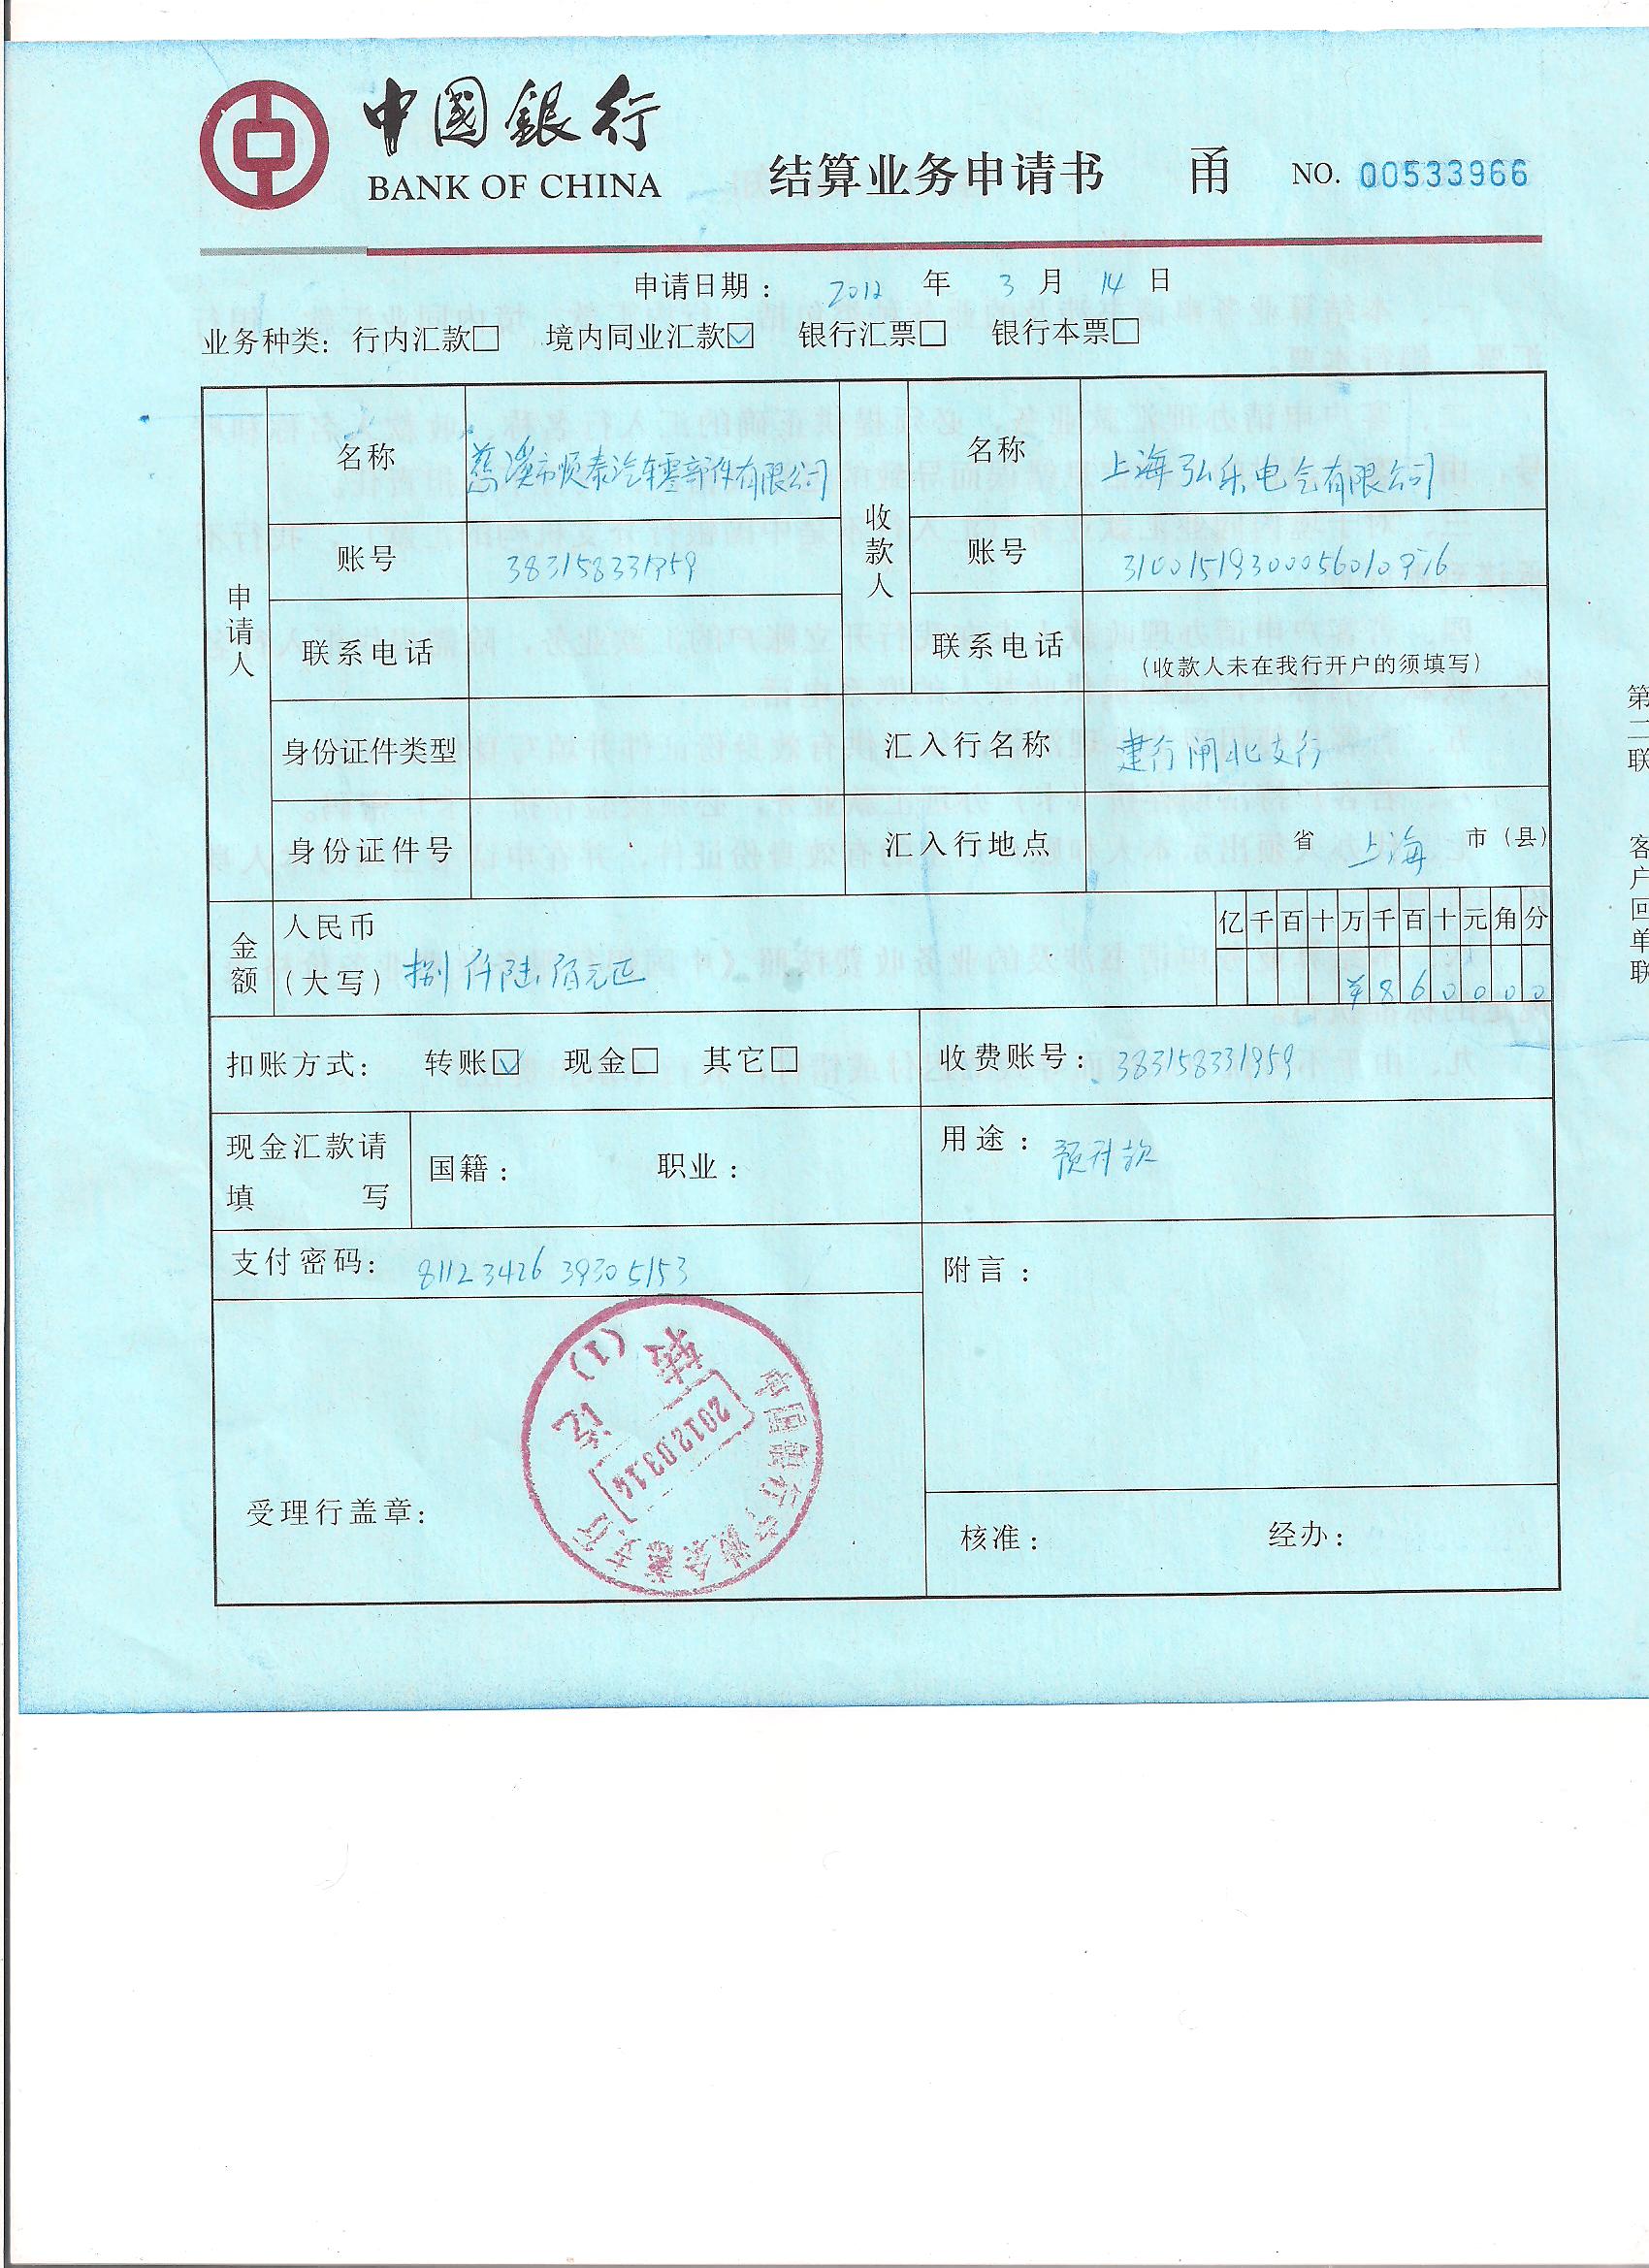 中國銀行
BANK OF CHINA
结算业务申请书 甬 NO. 00533966
申请日期： 2012 年 3 月 14 日
业务种类：行内汇款□ 境内同业汇款☑ 银行汇票□ 银行本票□
申请人
名称 慈溪市顺泰汽车零部件有限公司
账号 383158331959
联系电话
身份证件类型
身份证件号
收款人
名称 上海弘乐电气有限公司
账号
联系电话 （收款人未在我行开户的须填写）
汇入行名称 建行闸北支行
汇入行地点 省 上海 市（县）
金额 人民币（大写） 捌仟陆佰元正
亿 千 百 十 万 千 百 十 元 角 分
¥ 8 6 0 0 0 0
扣账方式： 转账☑ 现金□ 其它□
收费账号： 383158331959
现金汇款请填写 国籍： 职业：
用途： 预付款
支付密码： 8112 3426 3930 5153
附言：
受理行盖章：
中国银行宁波余慈支行
2012.03.14
转讫
(1)
核准： 经办：
第二联 客户回单联